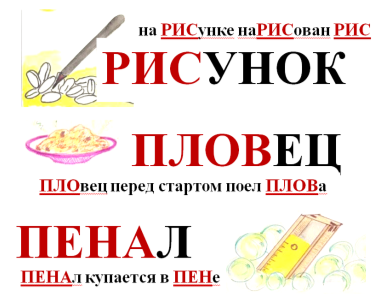 на РИСунке наРИСован РИС
РИСУНОК
ПЛОВЕЦ
ПЛОвец перед стартом поел ПЛОВа
ПЕНАЛ
ПЕНАл купается в ПЕНе